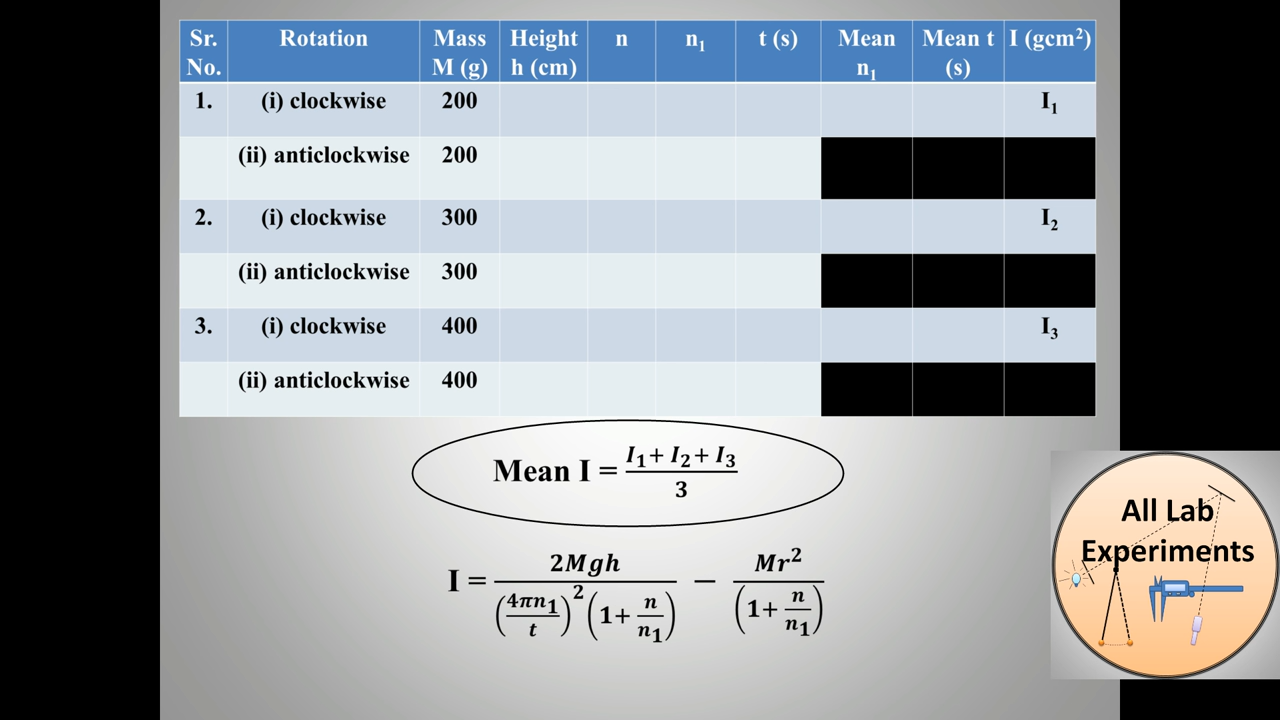 Sr. No. Rotation Mass M (g) Height h (cm) n n₁ t (s) Mean n₁ Mean t (s) I (gcm²)
1. (i) clockwise 200 I₁
(ii) anticlockwise 200
2. (i) clockwise 300 I₂
(ii) anticlockwise 300
3. (i) clockwise 400 I₃
(ii) anticlockwise 400
Mean I = (I₁ + I₂ + I₃) / 3
I = 2Mgh / ((4πn₁/t)² (1 + n/n₁)) − Mr² / (1 + n/n₁)
All Lab
Experiments